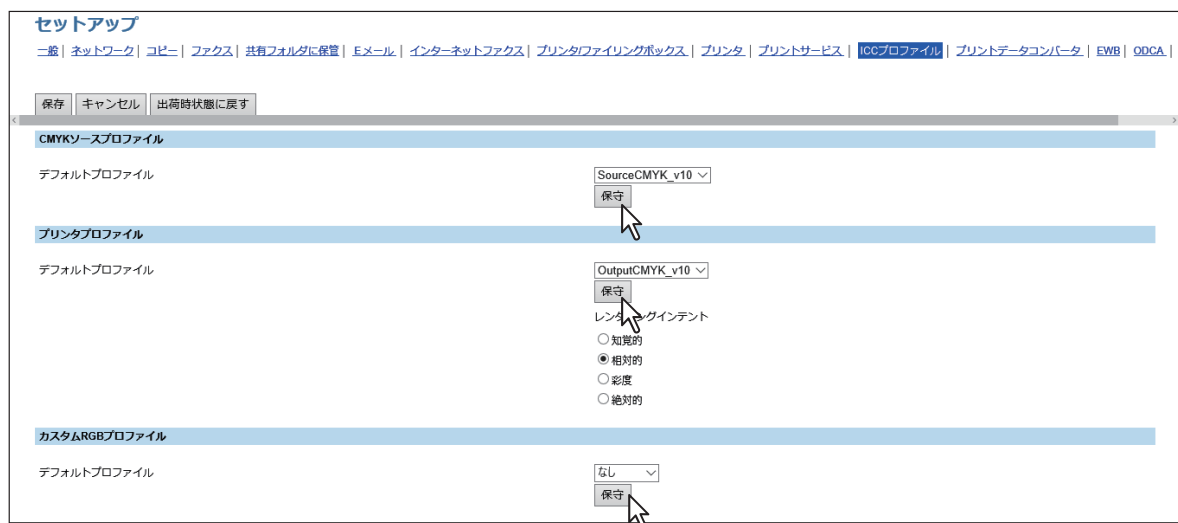 セットアップ
一般 | ネットワーク | コピー | ファクス | 共有フォルダに保管 | Eメール | インターネットファクス | プリンタ/ファイリングボックス | プリンタ | プリントサービス | ICCプロファイル | プリントデータコンバータ | EWB | ODCA |
保存 キャンセル 出荷時状態に戻す
CMYKソースプロファイル
デフォルトプロファイル SourceCMYK_v10
保守
プリンタプロファイル
デフォルトプロファイル OutputCMYK_v10
保守
レンダリングインテント
知覚的
相対的
彩度
絶対的
カスタムRGBプロファイル
デフォルトプロファイル なし
保守